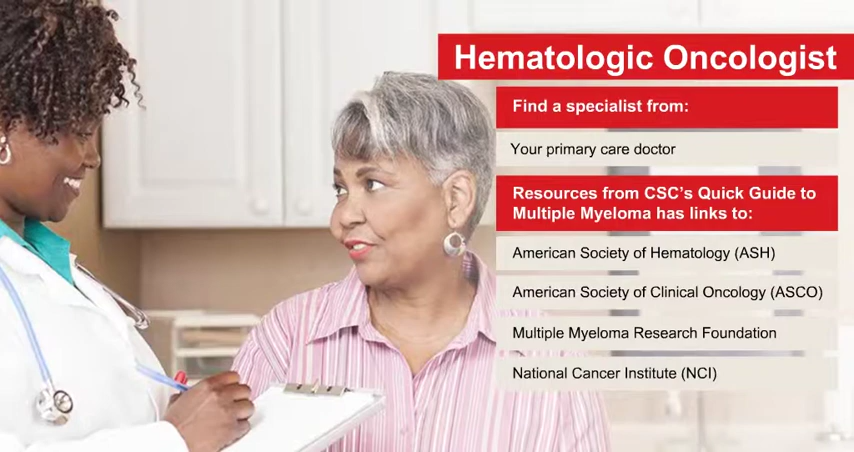 Hematologic Oncologist
Find a specialist from:
Your primary care doctor
Resources from CSC's Quick Guide to
Multiple Myeloma has links to:
American Society of Hematology (ASH)
American Society of Clinical Oncology (ASCO)
Multiple Myeloma Research Foundation
National Cancer Institute (NCI)